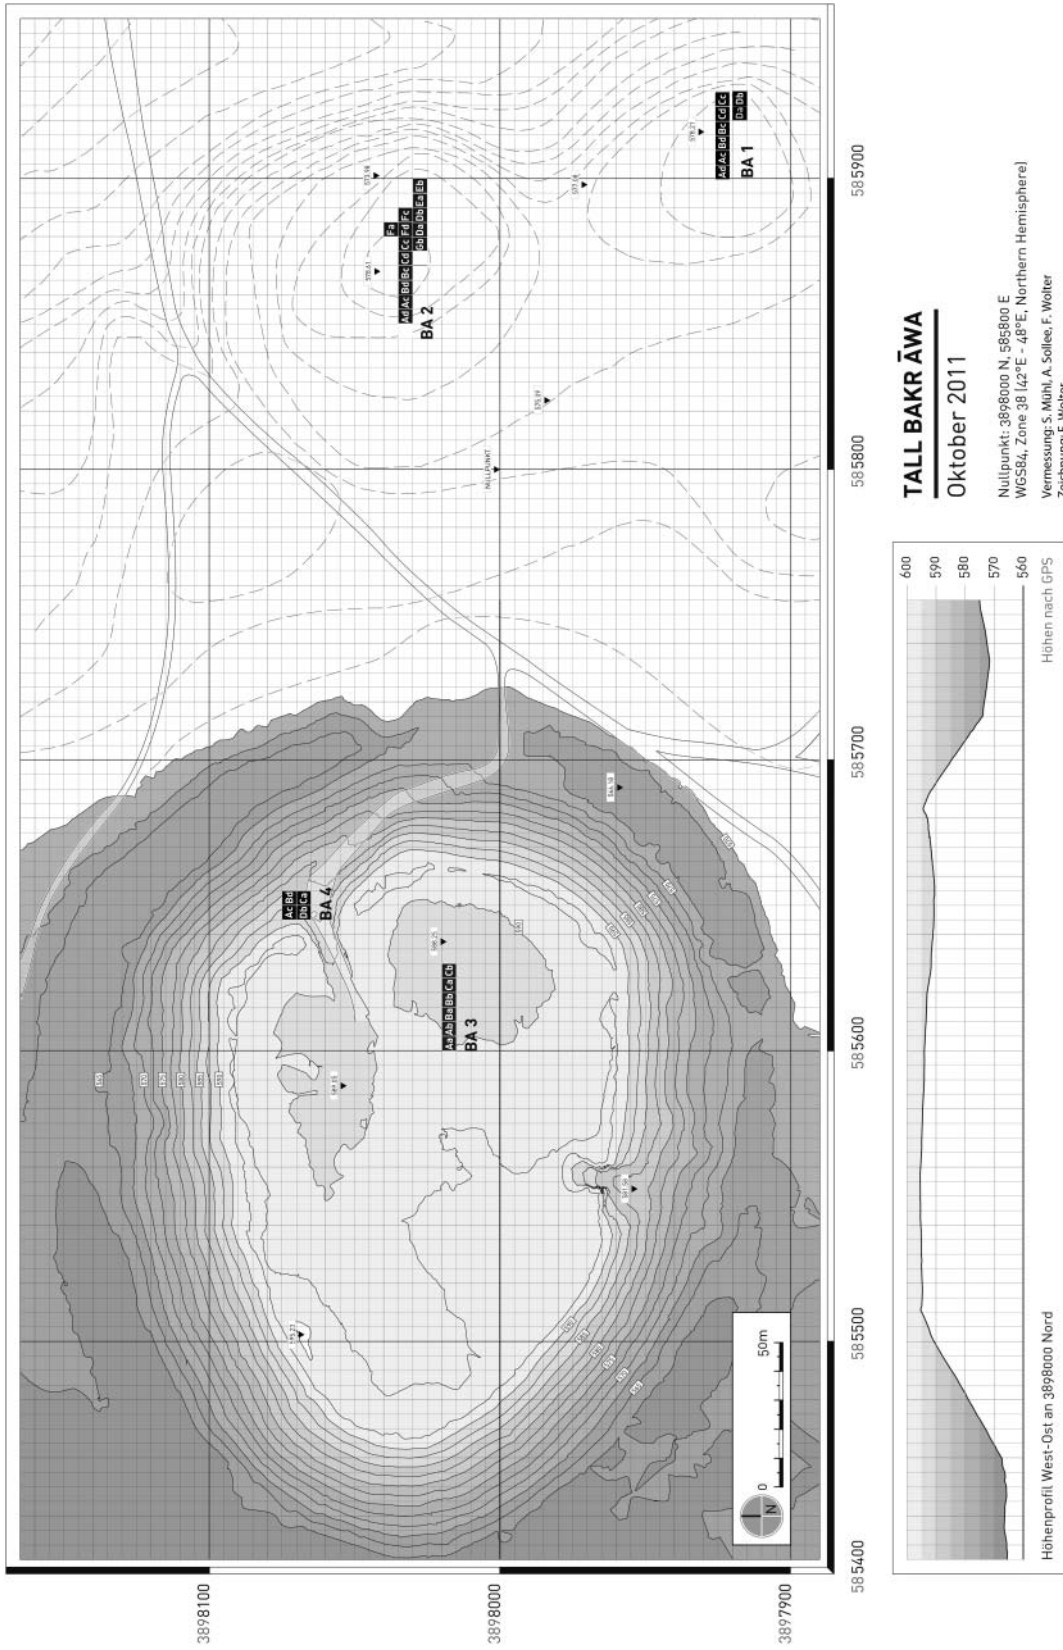 TALL BAKR ĀWA
Oktober 2011
Nullpunkt: 3898000 N, 585800 E
WGS84, Zone 38 (42°E - 48°E, Northern Hemisphere)
Vermessung: S. Mühl, A. Sollee, F. Wolter
Zeichnung: F. Wolter
3898100
3898000
3897900
585400
585500
585600
585700
585800
585900
Ad Ac Bd Bc Cd Cc
Da Db
BA 1
Fa
Ad Ac Bd Bc Cd Cc Fd Fc
Gb Da Db Ea Eb
BA 2
Aa Ab Ba Bb Ca Cb
BA 3
Ac Bd
Db Ca
BA 4
NULLPUNKT
0 50m
N
600
590
580
570
560
Höhen nach GPS
Höhenprofil West-Ost an 3898000 Nord